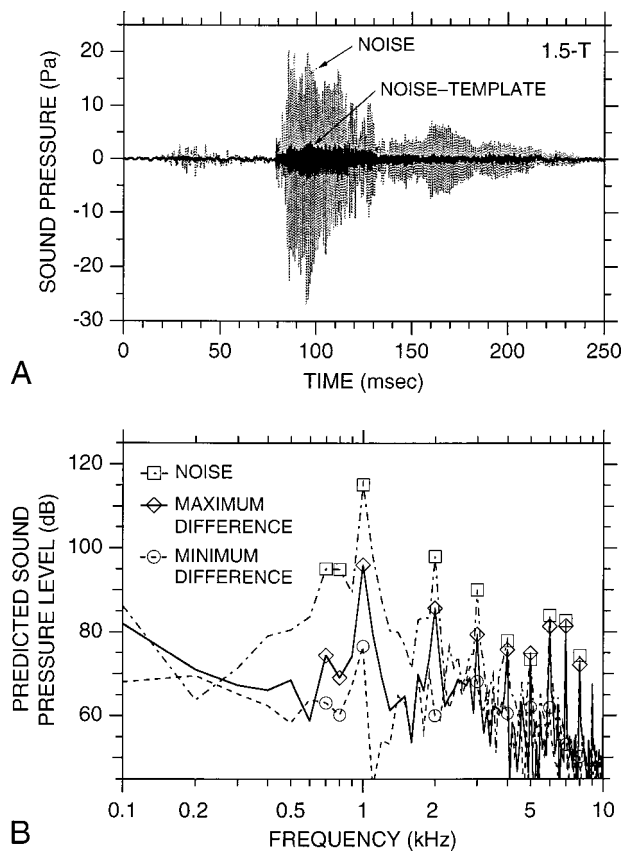 20
10
0
-10
-20
-30
SOUND PRESSURE (Pa)
NOISE
NOISE–TEMPLATE
1.5-T
0
50
100
150
200
250
TIME (msec)
A
120
100
80
60
PREDICTED SOUND
PRESSURE LEVEL (dB)
NOISE
MAXIMUM
DIFFERENCE
MINIMUM
DIFFERENCE
0.1
0.2
0.5
1
2
5
10
FREQUENCY (kHz)
B